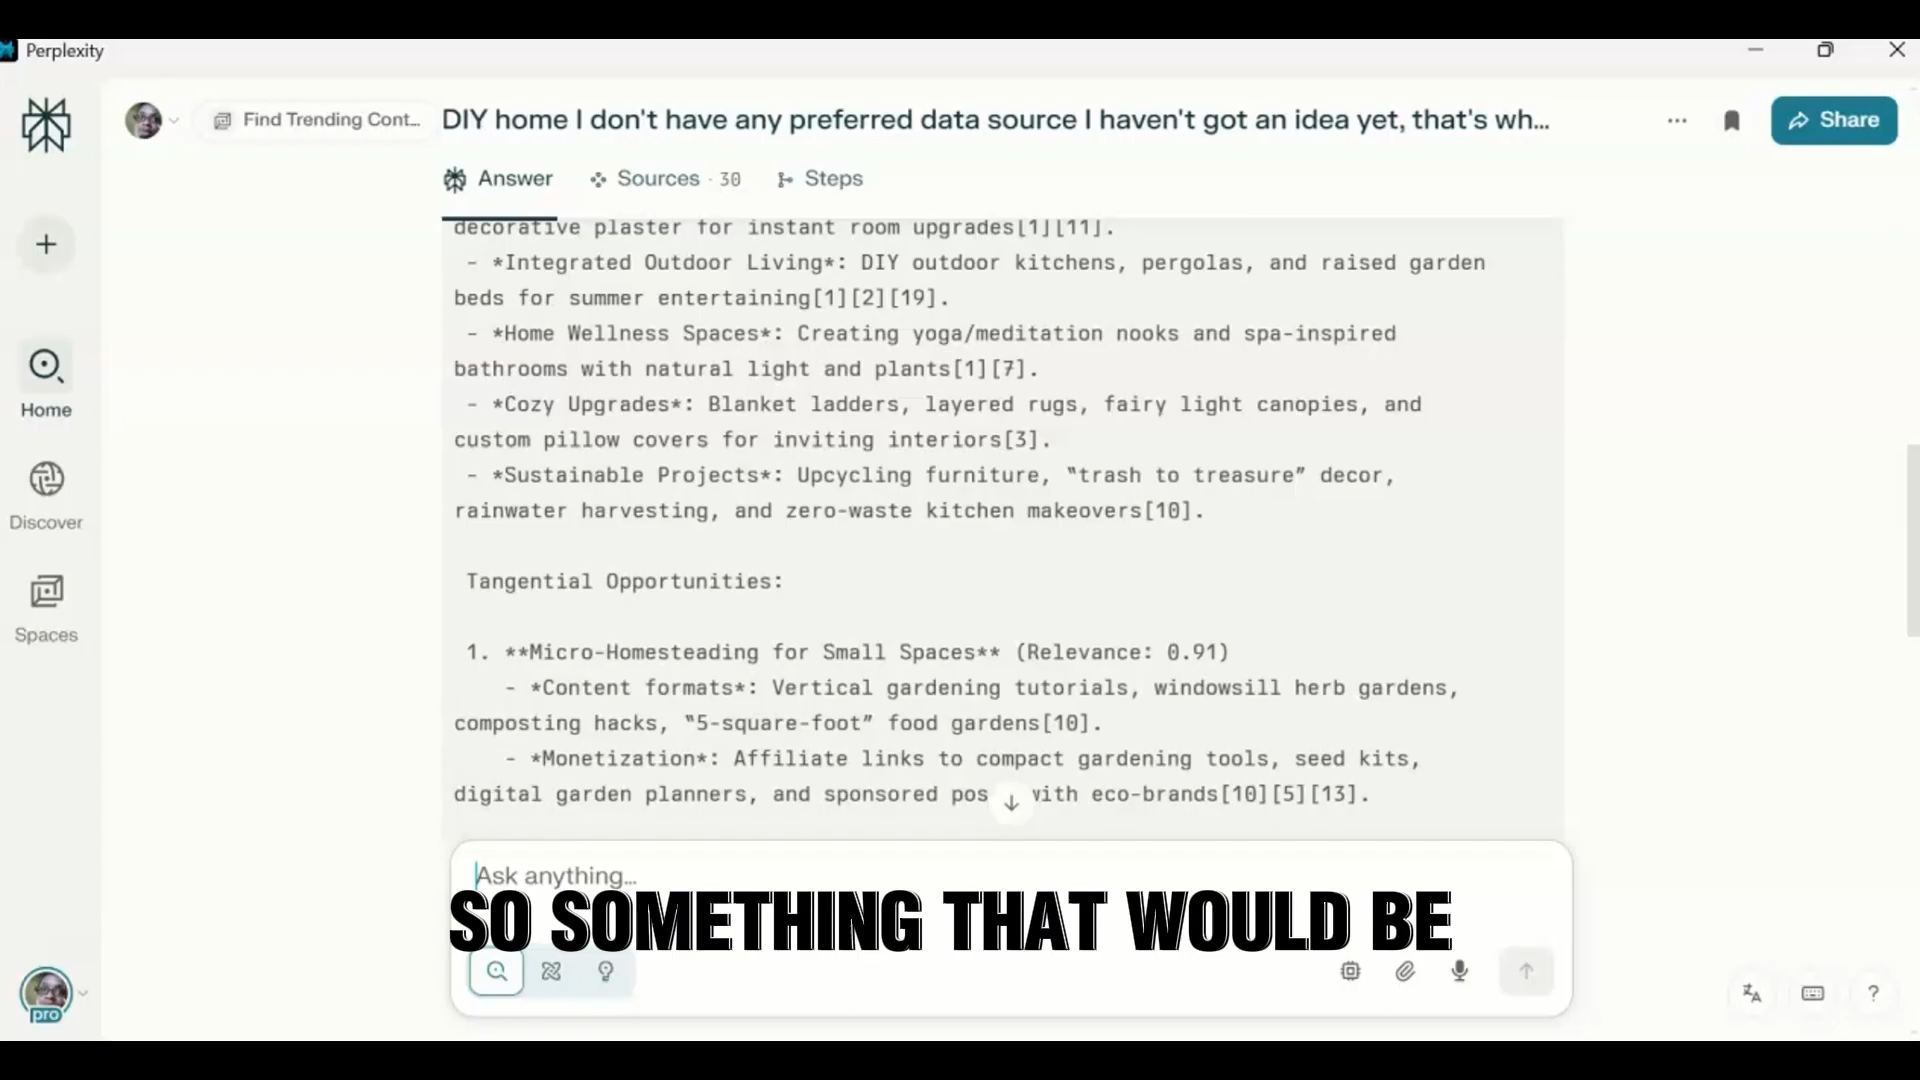 Perplexity
Find Trending Cont...
DIY home I don't have any preferred data source I haven't got an idea yet, that's wh...
Share
Answer
Sources · 30
Steps
decorative plaster for instant room upgrades[1][11].
- *Integrated Outdoor Living*: DIY outdoor kitchens, pergolas, and raised garden
beds for summer entertaining[1][2][19].
- *Home Wellness Spaces*: Creating yoga/meditation nooks and spa-inspired
bathrooms with natural light and plants[1][7].
- *Cozy Upgrades*: Blanket ladders, layered rugs, fairy light canopies, and
custom pillow covers for inviting interiors[3].
- *Sustainable Projects*: Upcycling furniture, “trash to treasure” decor,
rainwater harvesting, and zero-waste kitchen makeovers[10].
Tangential Opportunities:
1. **Micro-Homesteading for Small Spaces** (Relevance: 0.91)
- *Content formats*: Vertical gardening tutorials, windowsill herb gardens,
composting hacks, “5-square-foot” food gardens[10].
- *Monetization*: Affiliate links to compact gardening tools, seed kits,
digital garden planners, and sponsored pos with eco-brands[10][5][13].
Home
Discover
Spaces
pro
Ask anything...
SO SOMETHING THAT WOULD BE